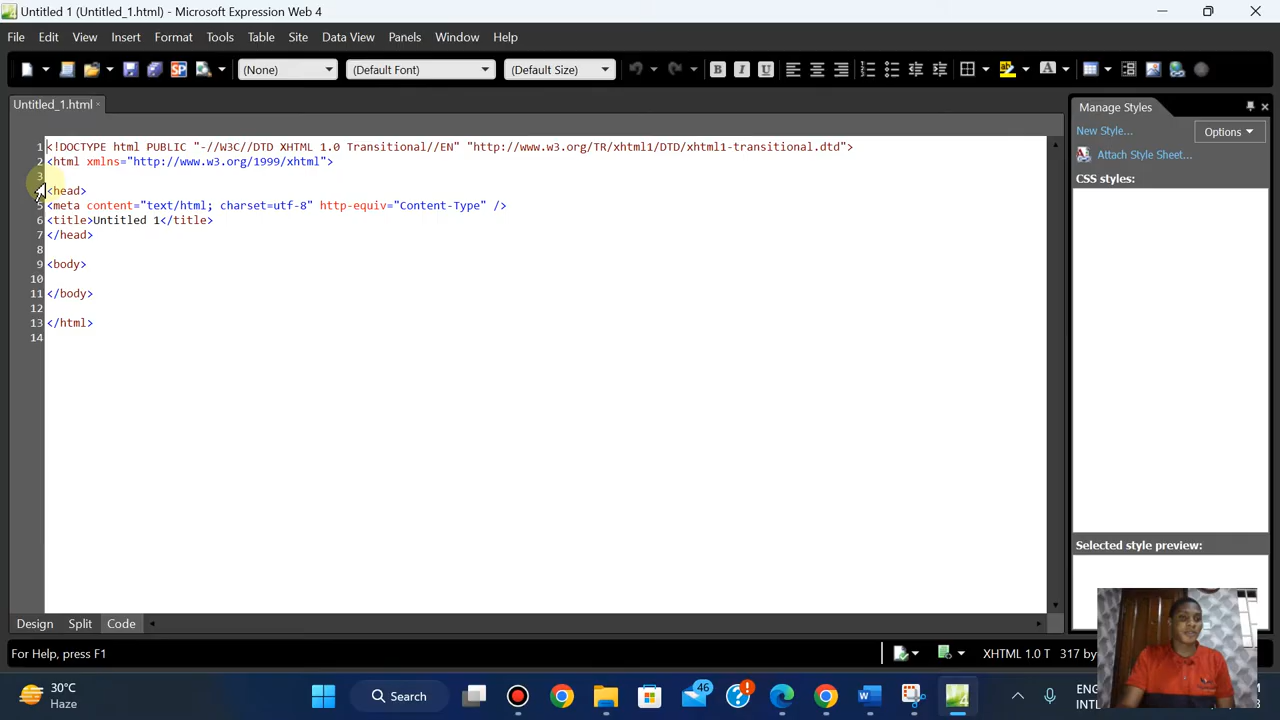 Untitled 1 (Untitled_1.html) - Microsoft Expression Web 4
File Edit View Insert Format Tools Table Site Data View Panels Window Help
(None) (Default Font) (Default Size) B I U A
Untitled_1.html
Manage Styles
New Style... Options
Attach Style Sheet...
CSS styles:
1 <!DOCTYPE html PUBLIC "-//W3C//DTD XHTML 1.0 Transitional//EN" "http://www.w3.org/TR/xhtml1/DTD/xhtml1-transitional.dtd">
2 <html xmlns="http://www.w3.org/1999/xhtml">
3
<head>
5 <meta content="text/html; charset=utf-8" http-equiv="Content-Type" />
6 <title>Untitled 1</title>
7 </head>
8
9 <body>
10
11 </body>
12
13 </html>
14
Selected style preview:
Design Split Code
For Help, press F1
XHTML 1.0 T 317 by
30°C
Haze
Search
46
4
ENG
INTL